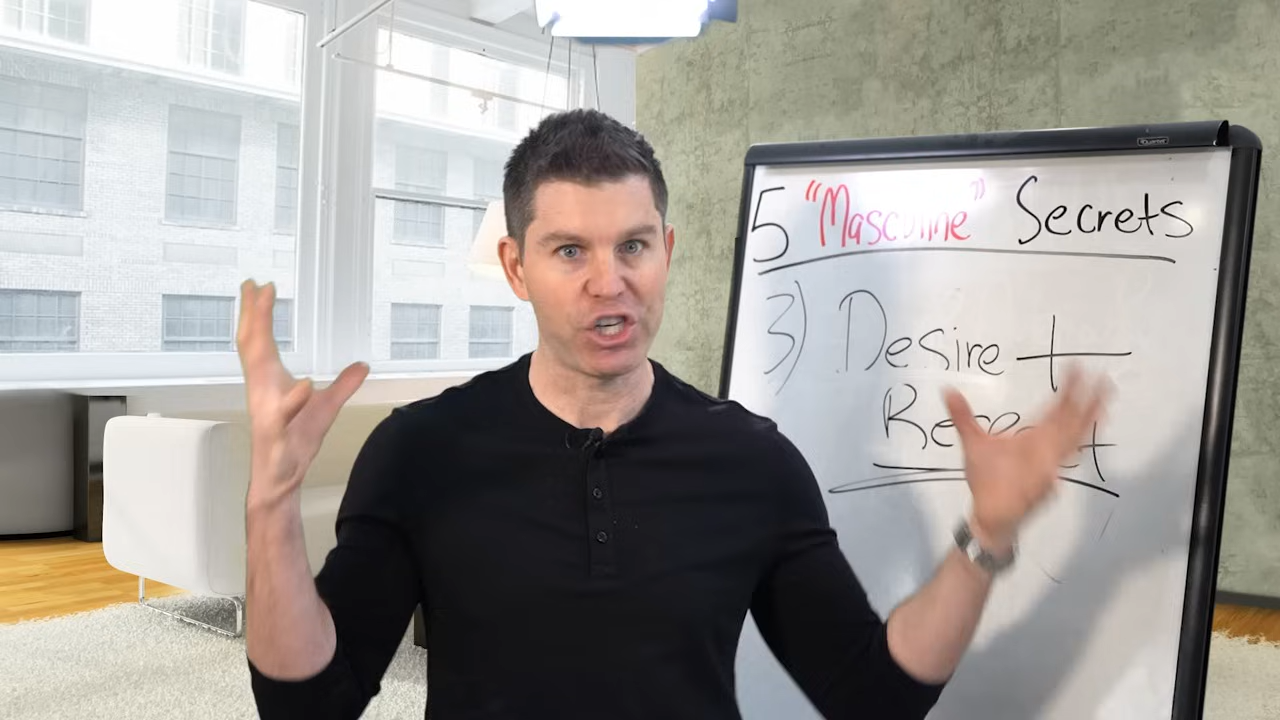 5 "Masculine" Secrets
3) Desire +